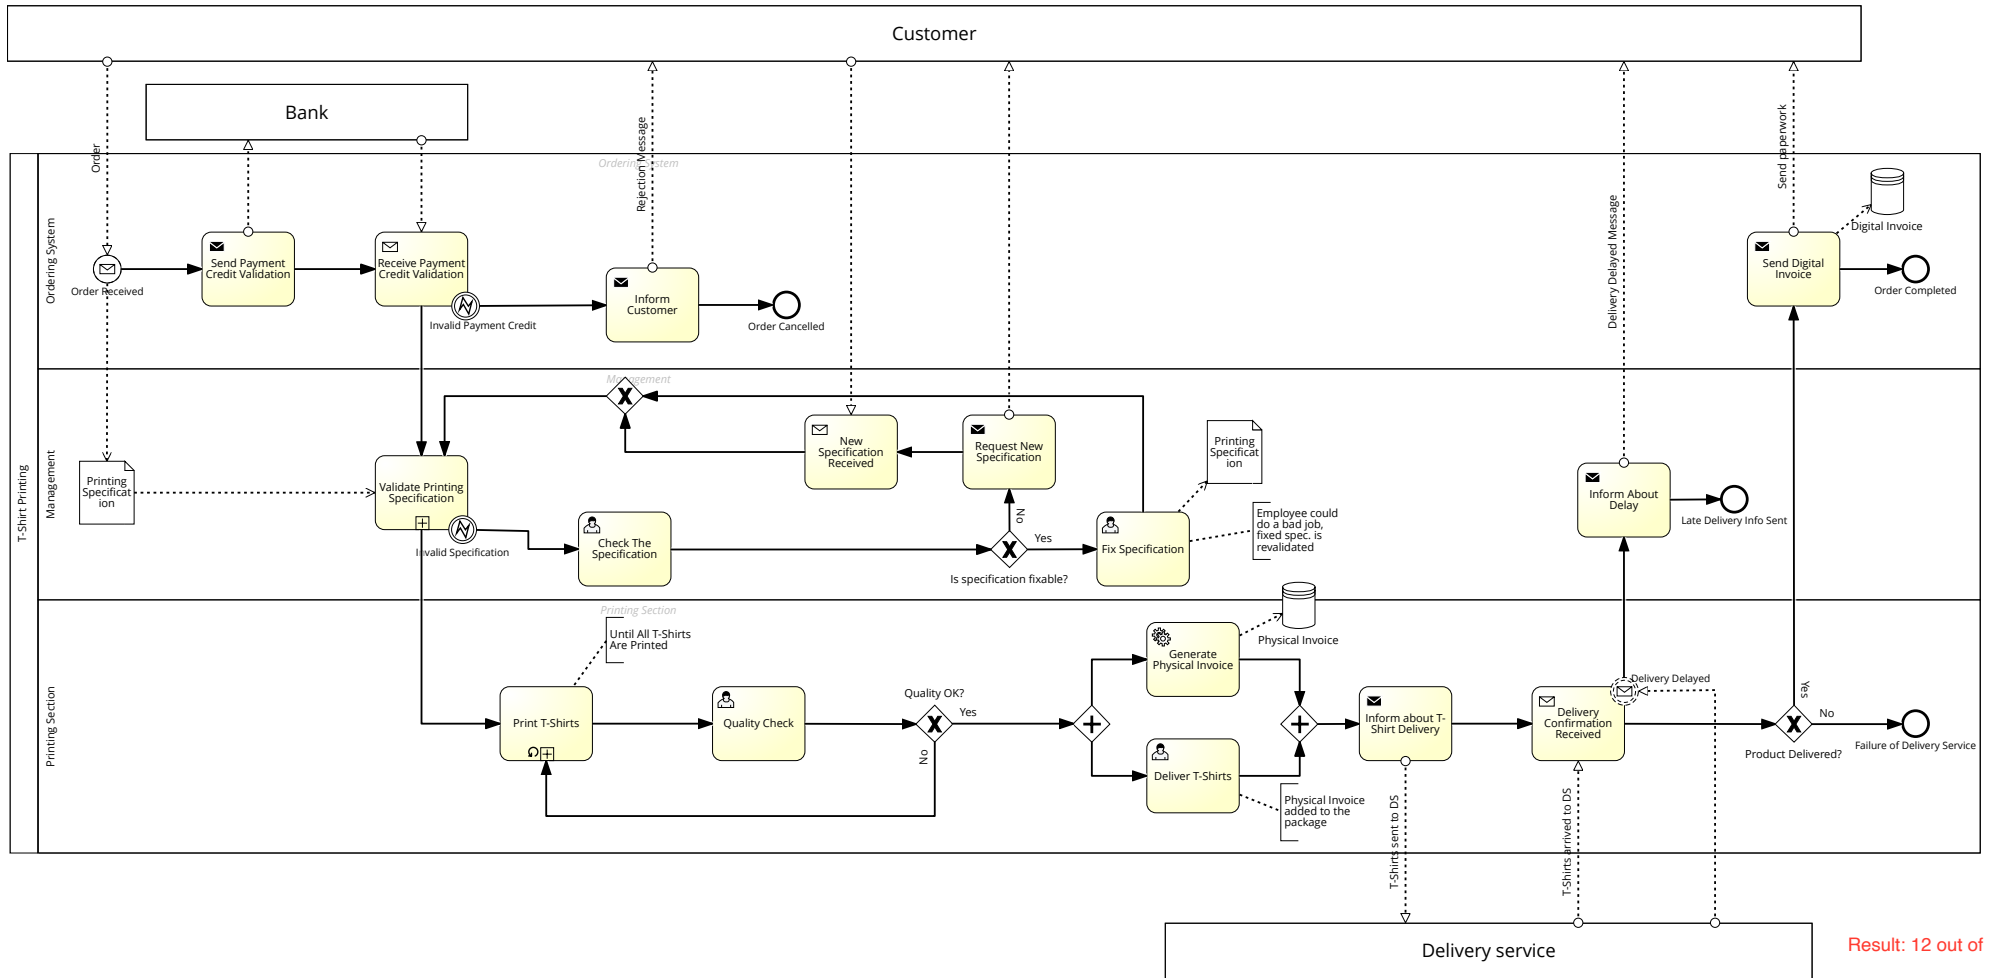 Customer
Bank
Order
Rejection Message
Ordering System
Delivery Delayed Message
Send paperwork
T-Shirt Printing
Ordering System
Order Received
Send Payment
Credit Validation
Receive Payment
Credit Validation
Invalid Payment Credit
Inform
Customer
Order Cancelled
Send Digital
Invoice
Digital Invoice
Order Completed
Management
Management
Printing
Specificat
ion
Validate Printing
Specification
Invalid Specification
Check The
Specification
New
Specification
Received
Request New
Specification
No
Yes
Is specification fixable?
Fix Specification
Printing
Specificat
ion
Employee could
do a bad job,
fixed spec. is
revalidated
Inform About
Delay
Late Delivery Info Sent
Printing Section
Printing Section
Until All T-Shirts
Are Printed
Print T-Shirts
Quality Check
Quality OK?
Yes
No
Generate
Physical Invoice
Physical Invoice
Deliver T-Shirts
Physical Invoice
added to the
package
Inform about T-
Shirt Delivery
Delivery
Confirmation
Received
Delivery Delayed
Yes
No
Product Delivered?
Failure of Delivery Service
T-Shirts sent to DS
T-Shirts arrived to DS
Delivery service
Result: 12 out of